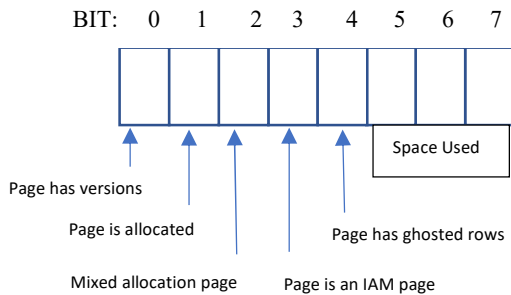 BIT: 0 1 2 3 4 5 6 7
Space Used
Page has versions
Page is allocated
Page has ghosted rows
Mixed allocation page
Page is an IAM page